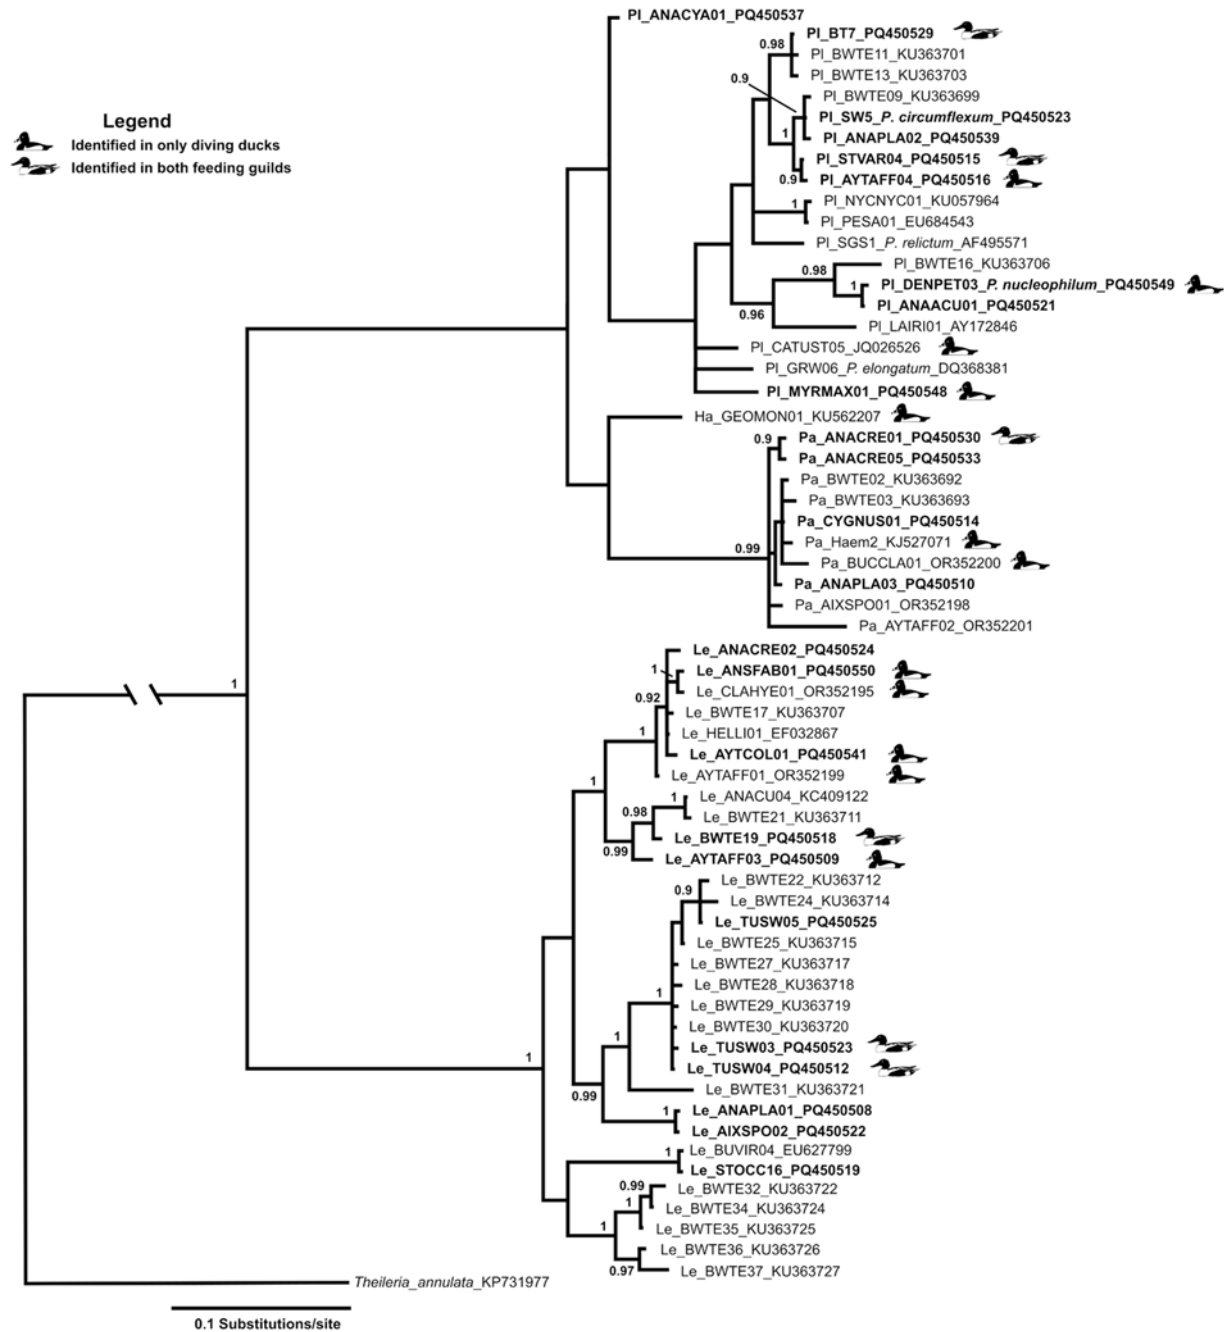 Pl_ANACYA01_PQ450537
Pl_BT7_PQ450529
0.98
Pl_BWTE11_KU363701
Pl_BWTE13_KU363703
0.9
Pl_BWTE09_KU363699
Legend
Pl_SW5_P. circumflexum_PQ450523
Identified in only diving ducks
1
Pl_ANAPLA02_PQ450539
Identified in both feeding guilds
Pl_STVAR04_PQ450515
0.9
Pl_AYTAFF04_PQ450516
1
Pl_NYCNYC01_KU057964
Pl_PESA01_EU684543
Pl_SGS1_P. relictum_AF495571
0.98
Pl_BWTE16_KU363706
1
Pl_DENPET03_P. nucleophilum_PQ450549
0.96
Pl_ANAACU01_PQ450521
Pl_LAIRI01_AY172846
Pl_CATUST05_JQ026526
Pl_GRW06_P. elongatum_DQ368381
Pl_MYRMAX01_PQ450548
Ha_GEOMON01_KU562207
0.9
Pa_ANACRE01_PQ450530
Pa_ANACRE05_PQ450533
Pa_BWTE02_KU363692
Pa_BWTE03_KU363693
Pa_CYGNUS01_PQ450514
0.99
Pa_Haem2_KJ527071
Pa_BUCCLA01_OR352200
Pa_ANAPLA03_PQ450510
Pa_AIXSPO01_OR352198
Pa_AYTAFF02_OR352201
Le_ANACRE02_PQ450524
1
1
Le_ANSFAB01_PQ450550
Le_CLAHYE01_OR352195
0.92
Le_BWTE17_KU363707
1
Le_HELLI01_EF032867
Le_AYTCOL01_PQ450541
1
Le_AYTAFF01_OR352199
1
Le_ANACU04_KC409122
0.98
Le_BWTE21_KU363711
Le_BWTE19_PQ450518
0.99
Le_AYTAFF03_PQ450509
0.9
Le_BWTE22_KU363712
Le_BWTE24_KU363714
Le_TUSW05_PQ450525
Le_BWTE25_KU363715
Le_BWTE27_KU363717
1
Le_BWTE28_KU363718
Le_BWTE29_KU363719
1
Le_BWTE30_KU363720
Le_TUSW03_PQ450523
1
Le_TUSW04_PQ450512
0.99
Le_BWTE31_KU363721
1
Le_ANAPLA01_PQ450508
Le_AIXSPO02_PQ450522
1
Le_BUVIR04_EU627799
Le_STOCC16_PQ450519
0.99
Le_BWTE32_KU363722
1
Le_BWTE34_KU363724
1
Le_BWTE35_KU363725
Le_BWTE36_KU363726
0.97
Le_BWTE37_KU363727
Theileria_annulata_KP731977
0.1 Substitutions/site